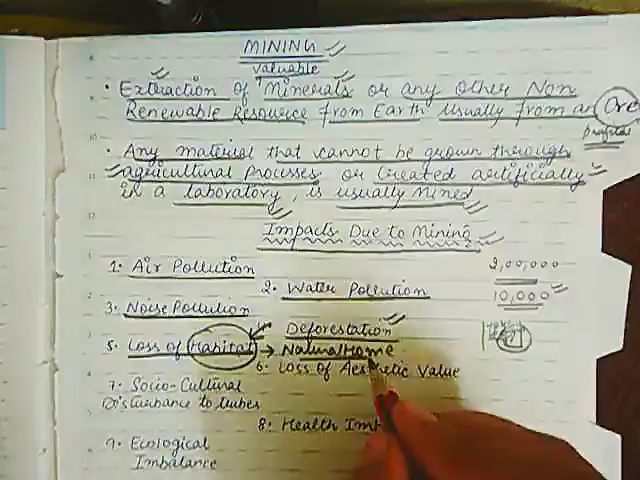 MINING
valuable
• Extraction of Minerals or any other Non
Renewable Resource from Earth usually from an Ore
profitab
• Any material that cannot be grown through
agricultural processes or created artificially
in a laboratory, is usually mined
Impacts Due to Mining
1. Air Pollution
2. Water Pollution
3. Noise Pollution
Deforestation
5. Loss of Habitat → Natural Home
6. Loss of Aesthetic Value
7. Socio-Cultural
Disturbance to tribes
8. Health Im
9. Ecological
Imbalance
2,00,000
10,000